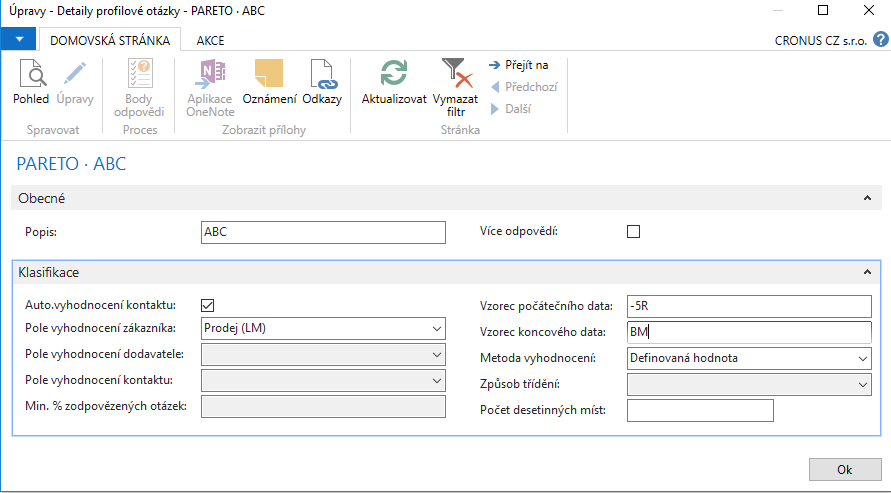 Úpravy - Detaily profilové otázky - PARETO · ABC
DOMOVSKÁ STRÁNKA AKCE CRONUS CZ s.r.o. ?
Pohled Úpravy
Spravovat
Body odpovědi
Proces
Aplikace OneNote Oznámení Odkazy
Zobrazit přílohy
Aktualizovat Vymazat filtr
Přejít na
Předchozí
Další
Stránka
PARETO · ABC
Obecné
Popis: ABC
Více odpovědí:
Klasifikace
Auto.vyhodnocení kontaktu:
Pole vyhodnocení zákazníka: Prodej (LM)
Pole vyhodnocení dodavatele:
Pole vyhodnocení kontaktu:
Min. % zodpovězených otázek:
Vzorec počátečního data: -5R
Vzorec koncového data: BM
Metoda vyhodnocení: Definovaná hodnota
Způsob třídění:
Počet desetinných míst:
Ok